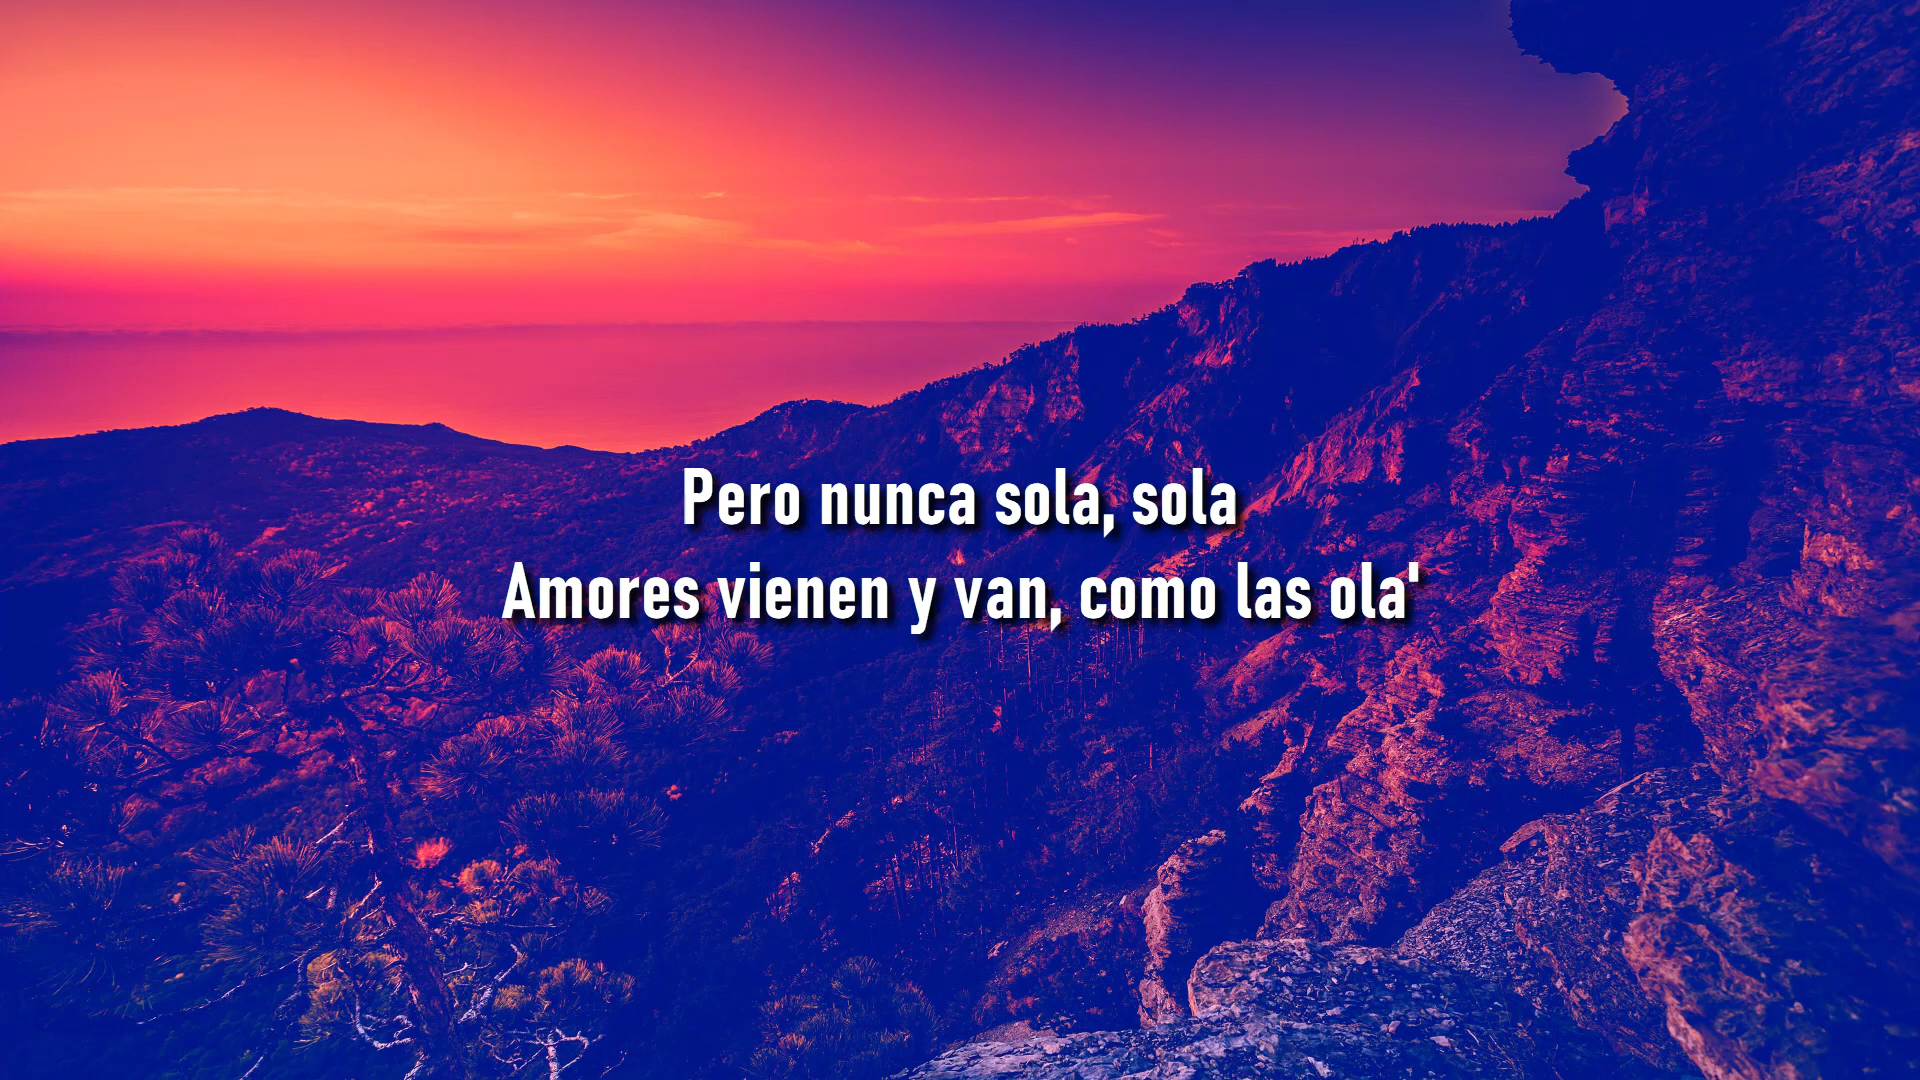 Pero nunca sola, sola
Amores vienen y van, como las ola'